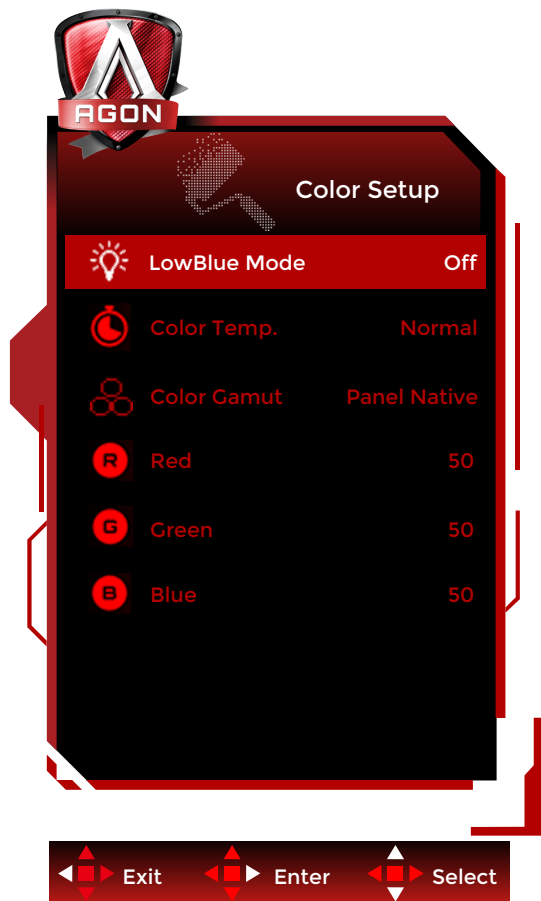 AGON
Color Setup
LowBlue Mode Off
Color Temp. Normal
Color Gamut Panel Native
R Red 50
G Green 50
B Blue 50
Exit Enter Select